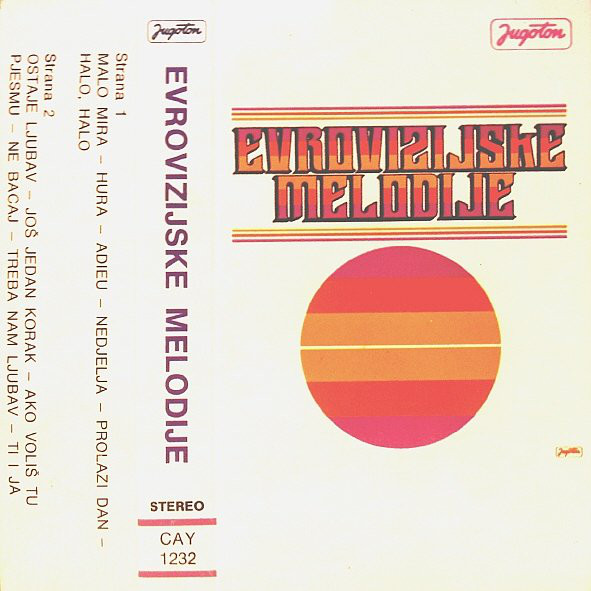 Strana 1
MALO MIRA – HURA – ADIEU – NEDJELJA – PROLAZI DAN –
HALO, HALO
Strana 2
OSTAJE LJUBAV – JOŠ JEDAN KORAK – AKO VOLIŠ TU
PJESMU – NE BACAJ – TREBA NAM LJUBAV – TI I JA
Jugoton
EVROVIZIJSKE MELODIJE
STEREO
CAY
1232
Jugoton
EVROVIZIJSKE
MELODIJE
Jugoton